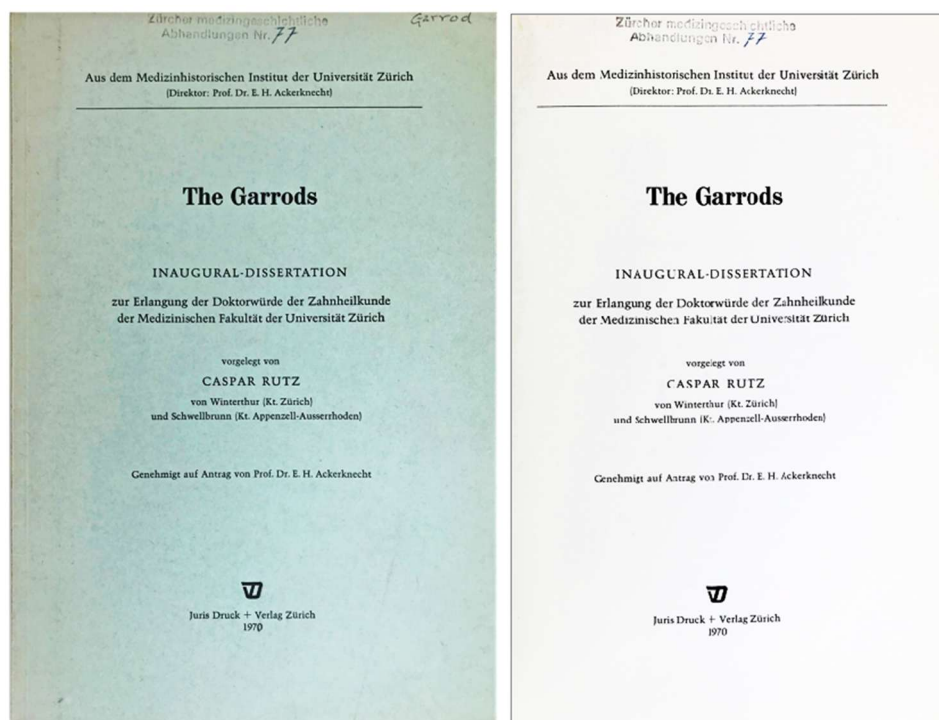 Zürcher medizingeschichtliche
Abhandlungen Nr. 77
Garrod
Aus dem Medizinhistorischen Institut der Universität Zürich
(Direktor: Prof. Dr. E. H. Ackerknecht)
The Garrods
INAUGURAL-DISSERTATION
zur Erlangung der Doktorwürde der Zahnheilkunde
der Medizinischen Fakultät der Universität Zürich
vorgelegt von
CASPAR RUTZ
von Winterthur (Kt. Zürich)
und Schwellbrunn (Kt. Appenzell-Ausserrhoden)
Genehmigt auf Antrag von Prof. Dr. E. H. Ackerknecht
Juris Druck + Verlag Zürich
1970
Zürcher medizingeschichtliche
Abhandlungen Nr. 77
Aus dem Medizinhistorischen Institut der Universität Zürich
(Direktor: Prof. Dr. E. H. Ackerknecht)
The Garrods
INAUGURAL-DISSERTATION
zur Erlangung der Doktorwürde der Zahnheilkunde
der Medizinischen Fakultät der Universität Zürich
vorgelegt von
CASPAR RUTZ
von Winterthur (Kt. Zürich)
und Schwellbrunn (Kt. Appenzell-Ausserrhoden)
Genehmigt auf Antrag von Prof. Dr. E. H. Ackerknecht
Juris Druck + Verlag Zürich
1970